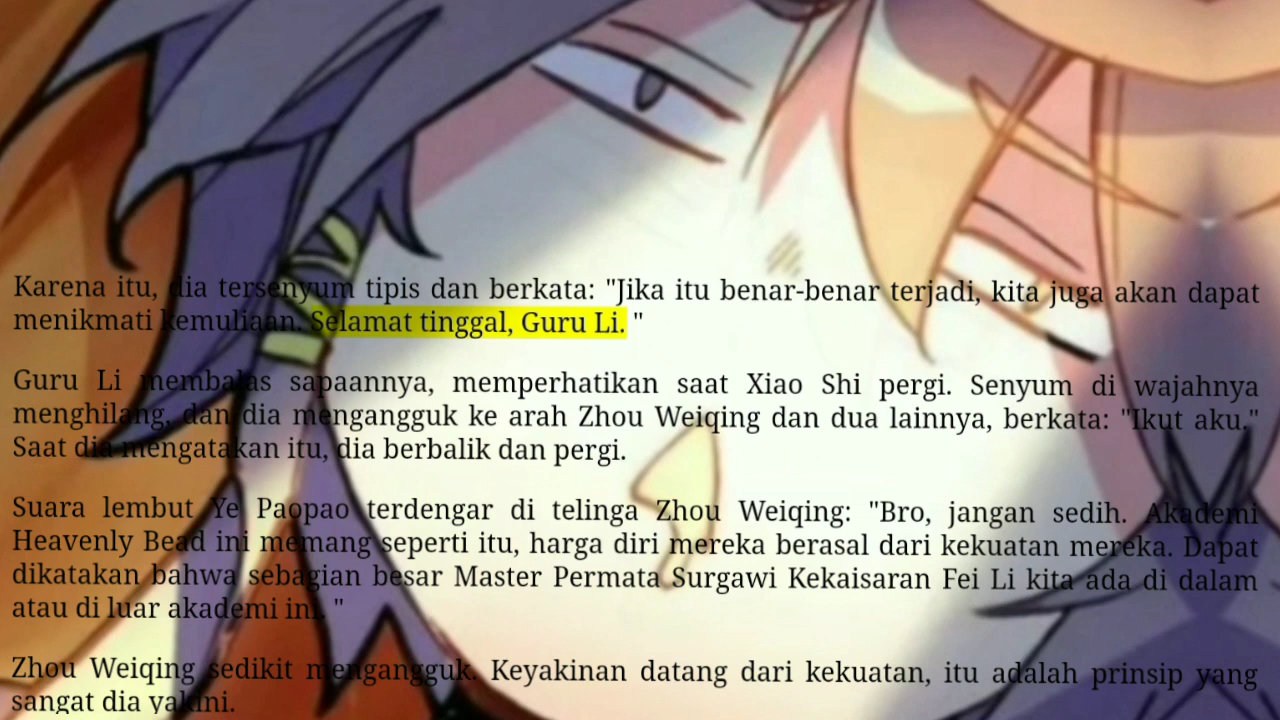 Karena itu, dia tersenyum tipis dan berkata: "Jika itu benar-benar terjadi, kita juga akan dapat
menikmati kemuliaan. Selamat tinggal, Guru Li. "
Guru Li membalas sapaannya, memperhatikan saat Xiao Shi pergi. Senyum di wajahnya
menghilang, dan dia mengangguk ke arah Zhou Weiqing dan dua lainnya, berkata: "Ikut aku."
Saat dia mengatakan itu, dia berbalik dan pergi.
Suara lembut Ye Paopao terdengar di telinga Zhou Weiqing: "Bro, jangan sedih. Akademi
Heavenly Bead ini memang seperti itu, harga diri mereka berasal dari kekuatan mereka. Dapat
dikatakan bahwa sebagian besar Master Permata Surgawi Kekaisaran Fei Li kita ada di dalam
atau di luar akademi ini. "
Zhou Weiqing sedikit mengangguk. Keyakinan datang dari kekuatan, itu adalah prinsip yang
sangat dia yakini.